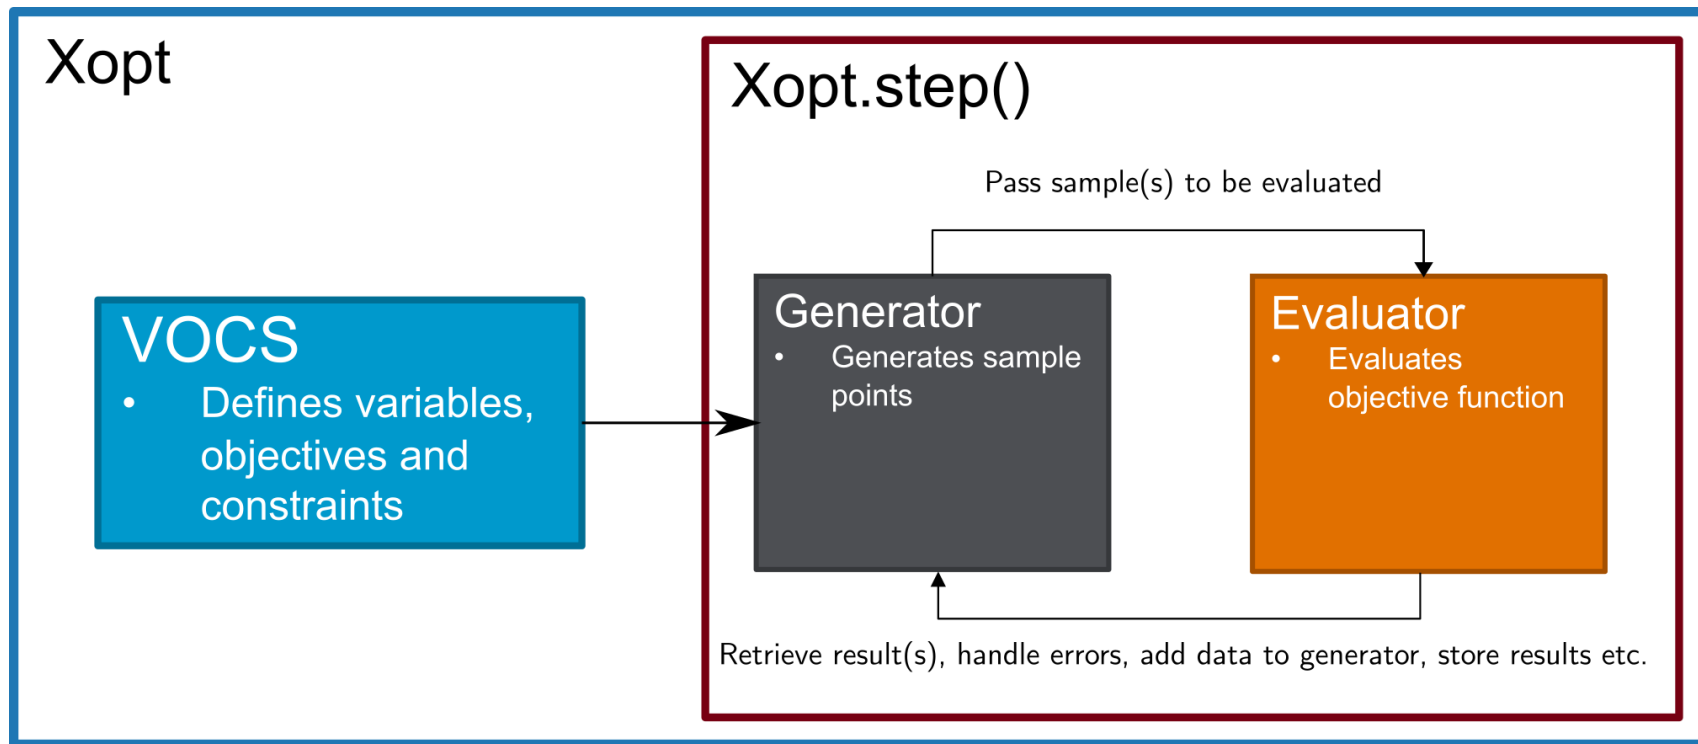 Xopt
Xopt.step()
Pass sample(s) to be evaluated
VOCS
• Defines variables,
objectives and
constraints
Generator
• Generates sample
points
Evaluator
• Evaluates
objective function
Retrieve result(s), handle errors, add data to generator, store results etc.